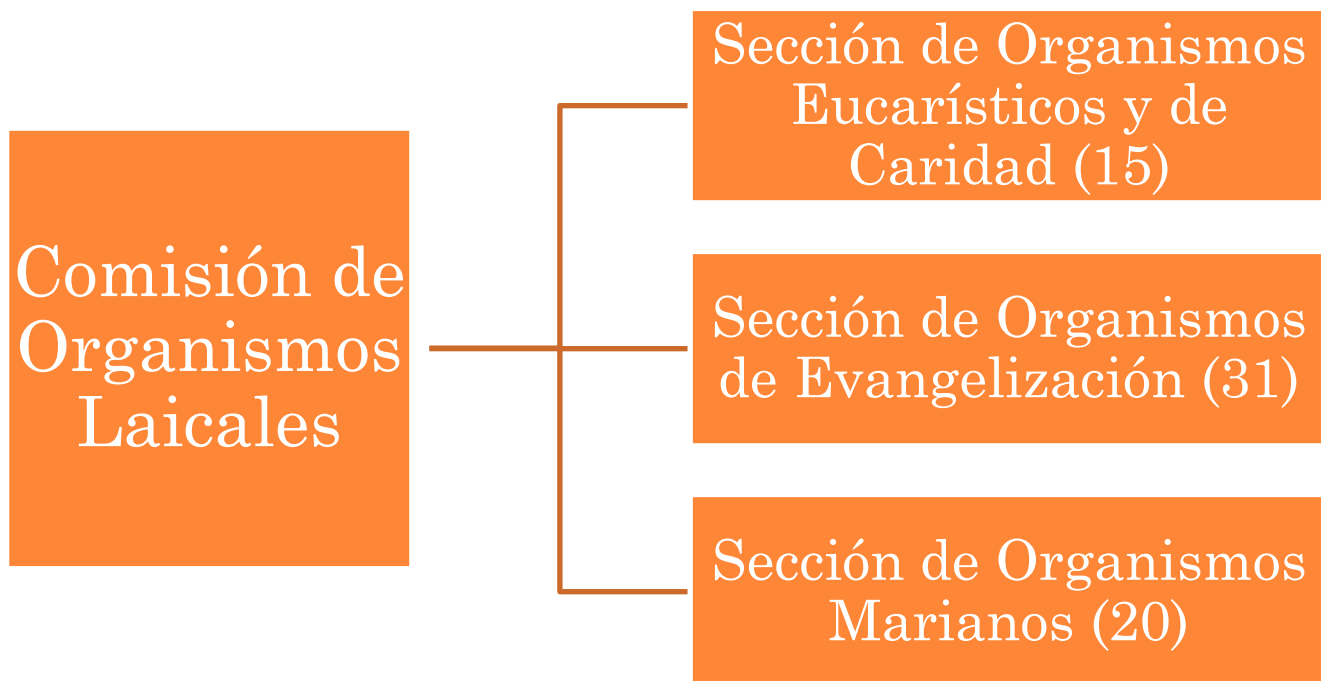 Comisión de
Organismos
Laicales
Sección de Organismos
Eucarísticos y de
Caridad (15)
Sección de Organismos
de Evangelización (31)
Sección de Organismos
Marianos (20)